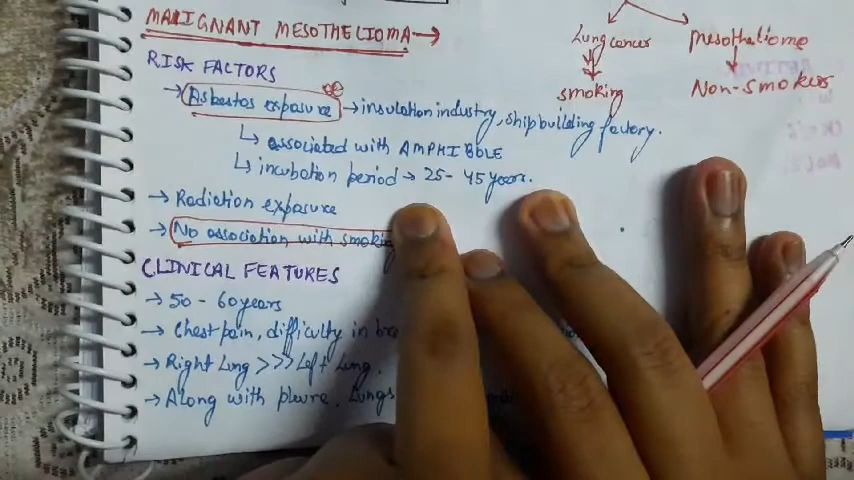 MALIGNANT MESOTHELIOMA→
Lung cancer
mesothelioma
smoking
Non-smokers
RISK FACTORS
→ Asbestos exposure → insulation industry, shipbuilding factory.
↳ associated with AMPHIBOLE
↳ incubation period → 25-45 years.
→ Radiation exposure
→ No association with smoking
CLINICAL FEATURES
→ 50-60 years
→ Chest pain, difficulty in
→ Right Lung >>> Left Lung.
→ Along with pleura. Lungs